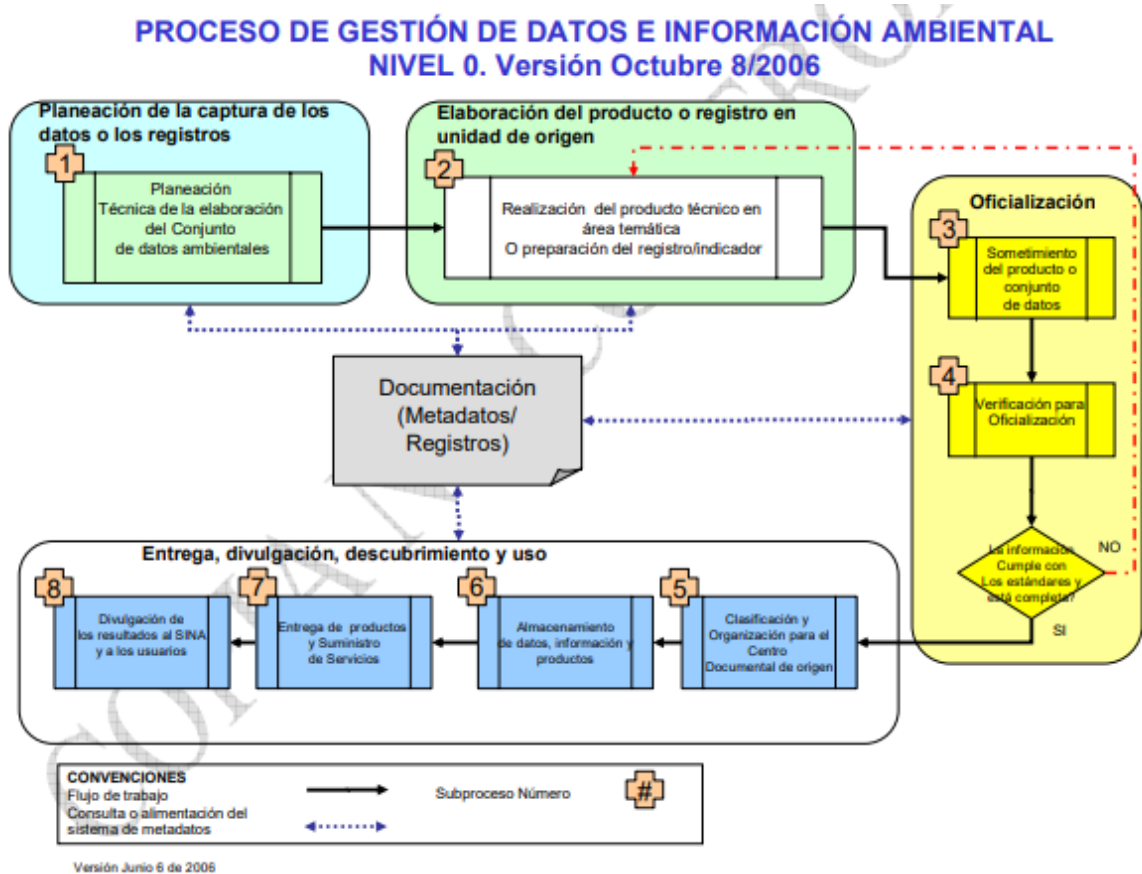 PROCESO DE GESTIÓN DE DATOS E INFORMACIÓN AMBIENTAL
NIVEL 0. Versión Octubre 8/2006
Planeación de la captura de los
datos o los registros
1
Planeación
Técnica de la elaboración
del Conjunto
de datos ambientales
Elaboración del producto o registro en
unidad de origen
2
Realización del producto técnico en
área temática
O preparación del registro/indicador
Oficialización
3
Sometimiento
del producto o
conjunto
de datos
4
Verificación para
Oficialización
La información
Cumple con
Los estándares y
está completa?
NO
SI
Documentación
(Metadatos/
Registros)
Entrega, divulgación, descubrimiento y uso
8
Divulgación de
los resultados al SINA
y a los usuarios
7
Entrega de productos
y Suministro
de Servicios
6
Almacenamiento
de datos, información y
productos
5
Clasificación y
Organización para el
Centro
Documental de origen
CONVENCIONES
Flujo de trabajo
Subproceso Número
#
Consulta o alimentación del
sistema de metadatos
Versión Junio 6 de 2006